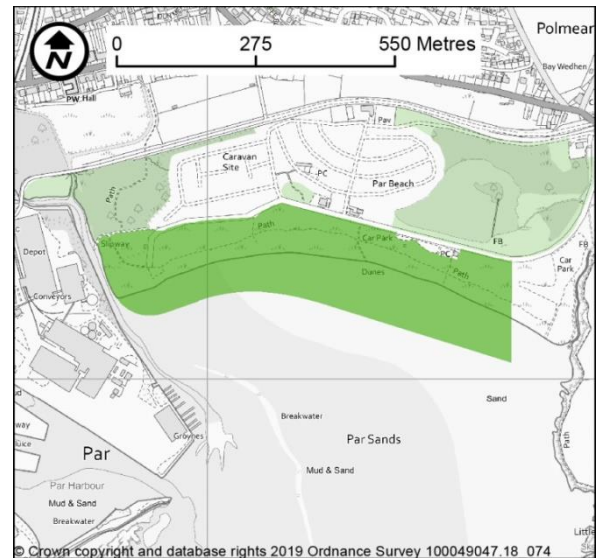 N
0 275 550 Metres
Polmear
Bay Wedhen
PW Hall
Pav
Caravan
Site
PC
Par Beach
Path
Slipway
Path
Car Park
PC
FB
FB
Car
Park
Depot
Dunes
Path
Conveyors
Sand
Breakwater
Path
Par Sands
Groynes
Par
Mud & Sand
Par Harbour
Mud & Sand
Breakwater
Little
© Crown copyright and database rights 2019 Ordnance Survey 100049047.18_074